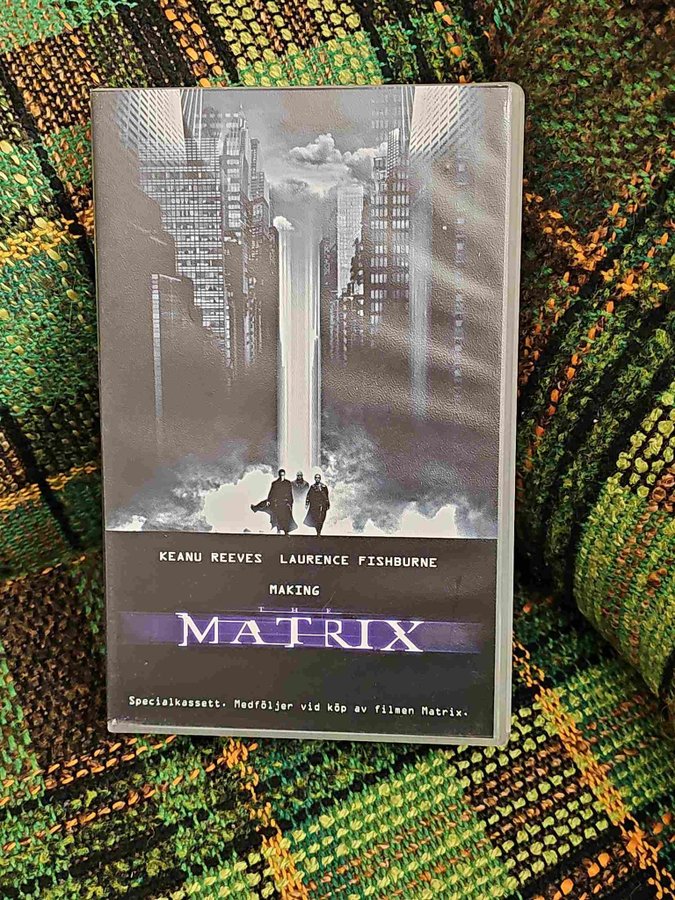 KEANU REEVES LAURENCE FISHBURNE
MAKING
THE
MATRIX
Specialkassett. Medföljer vid köp av filmen Matrix.